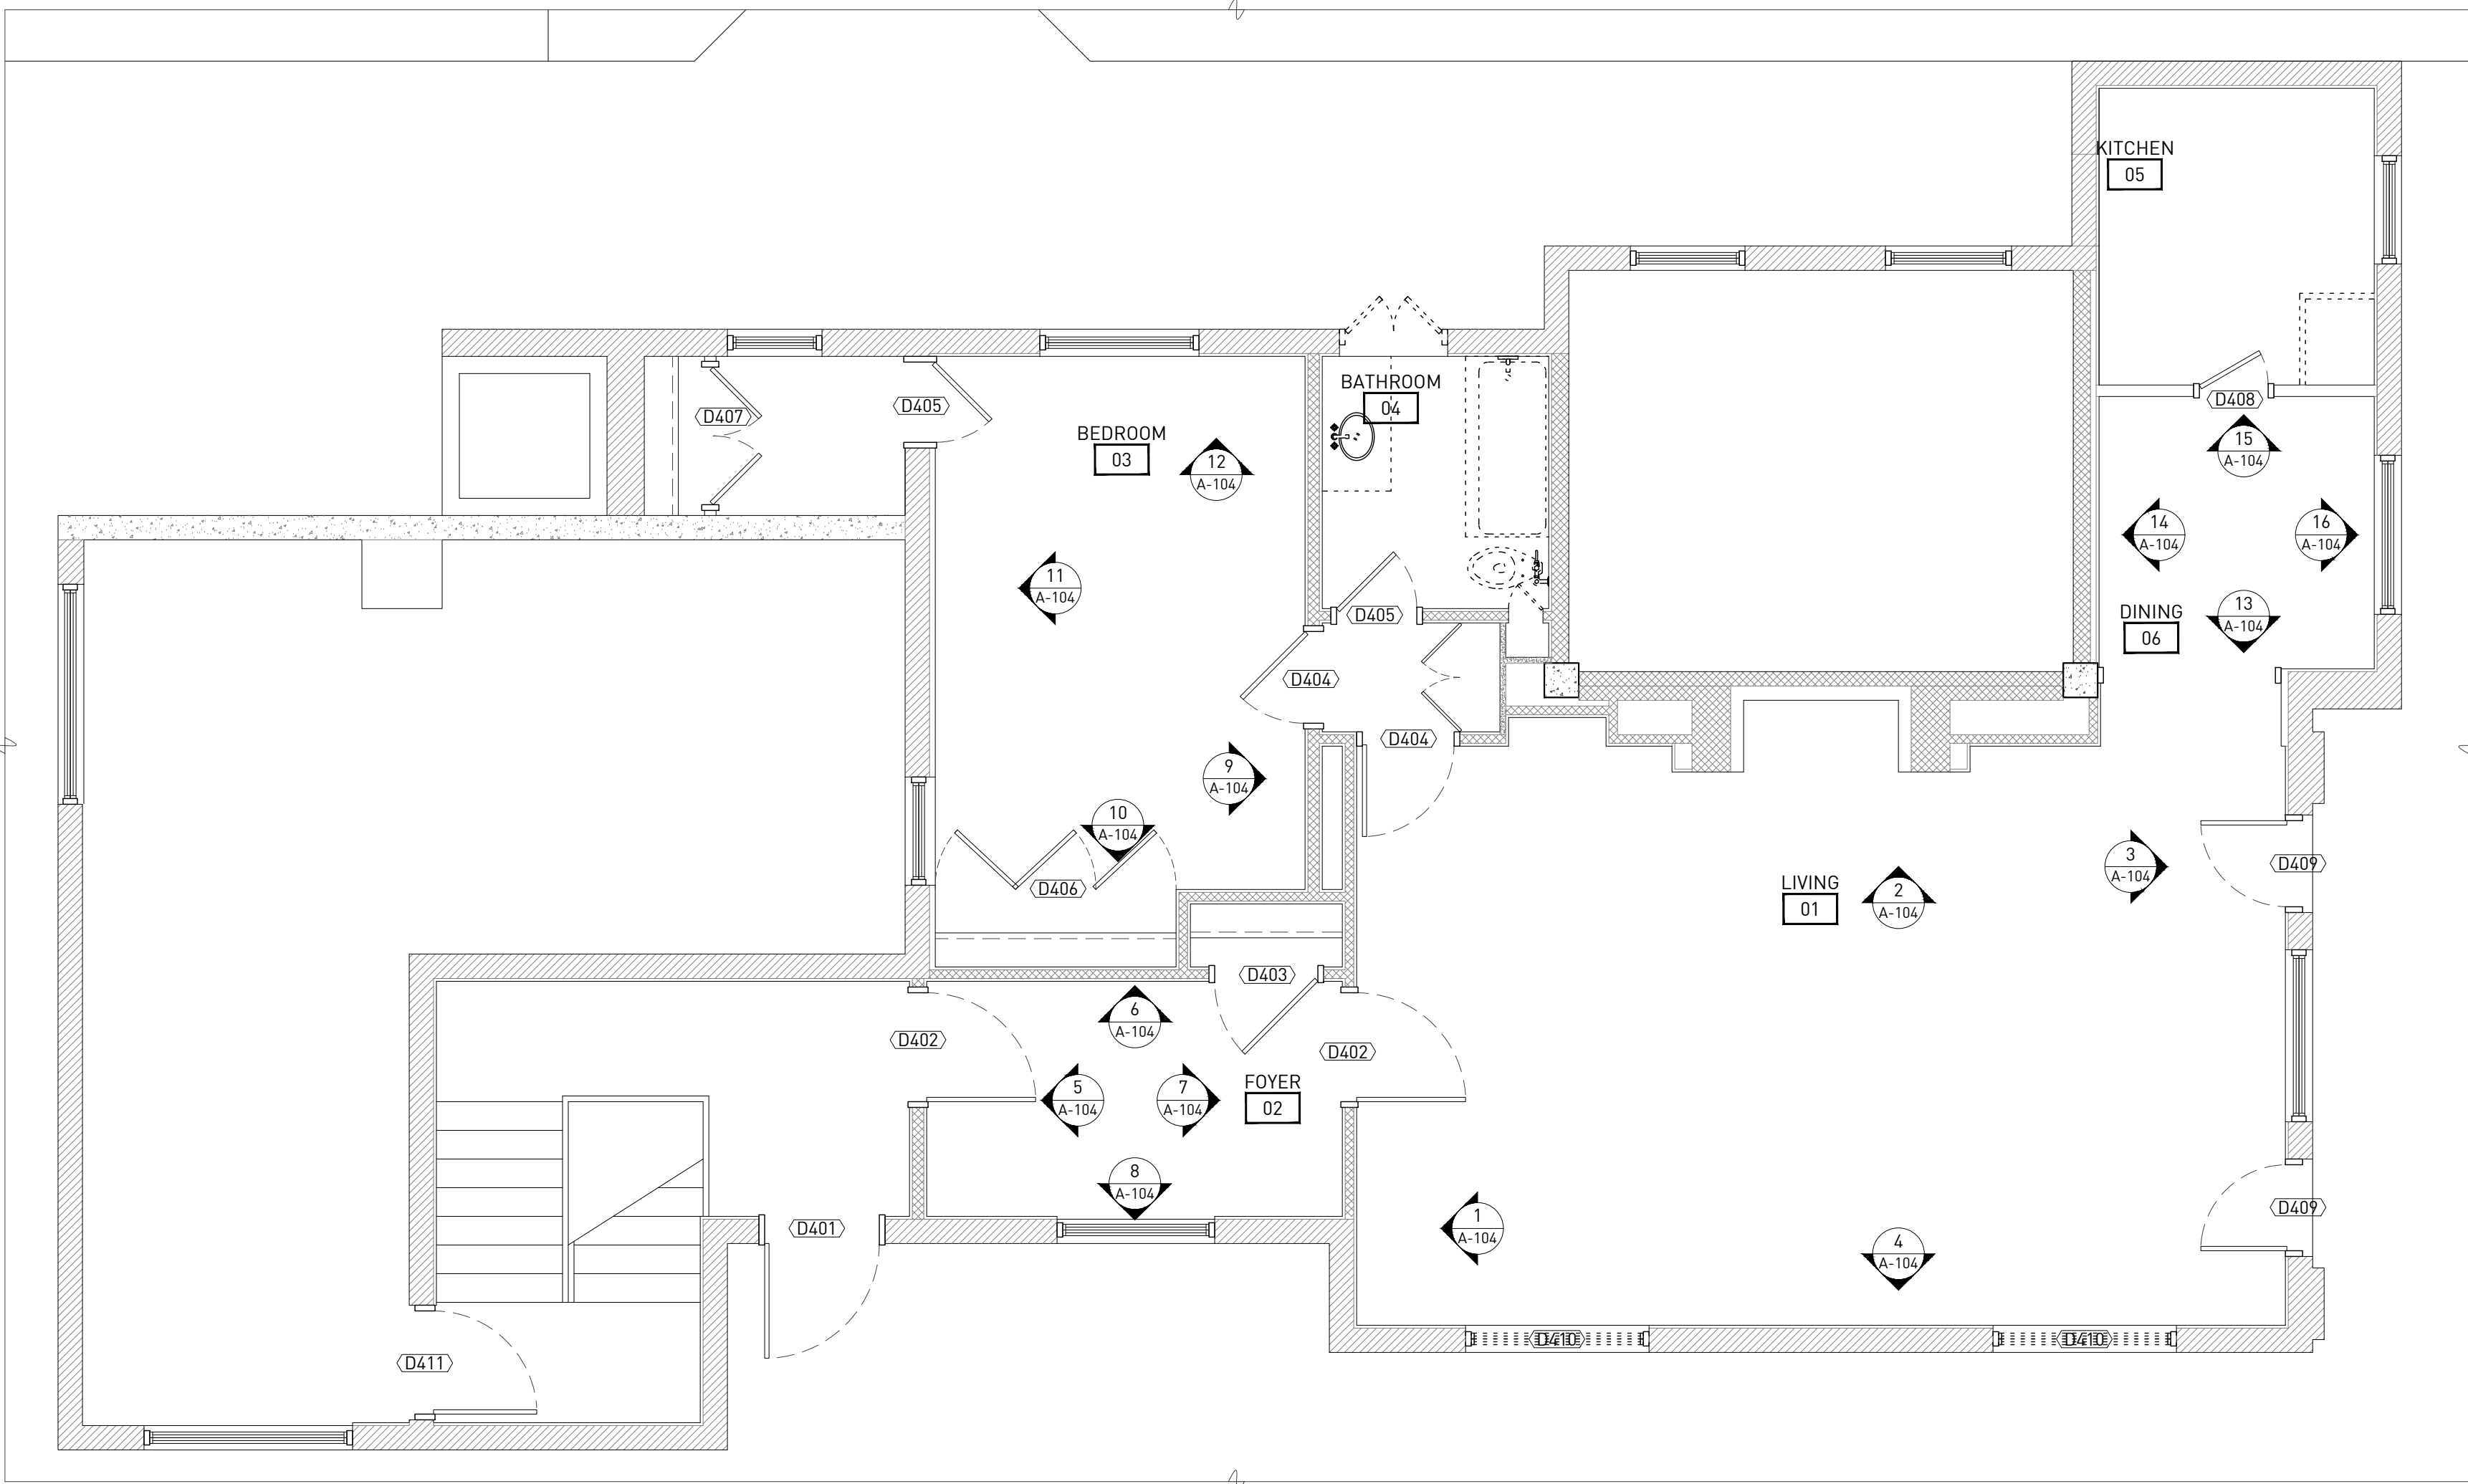 KITCHEN
05
BATHROOM
04
D407
D405
D408
BEDROOM
03
12
A-104
15
A-104
14
A-104
16
A-104
11
A-104
D405
DINING
06
13
A-104
D404
D404
9
A-104
10
A-104
D406
LIVING
01
2
A-104
3
A-104
D409
D403
6
A-104
D402
D402
5
A-104
7
A-104
FOYER
02
8
A-104
D401
1
A-104
4
A-104
D409
D410
D410
D411